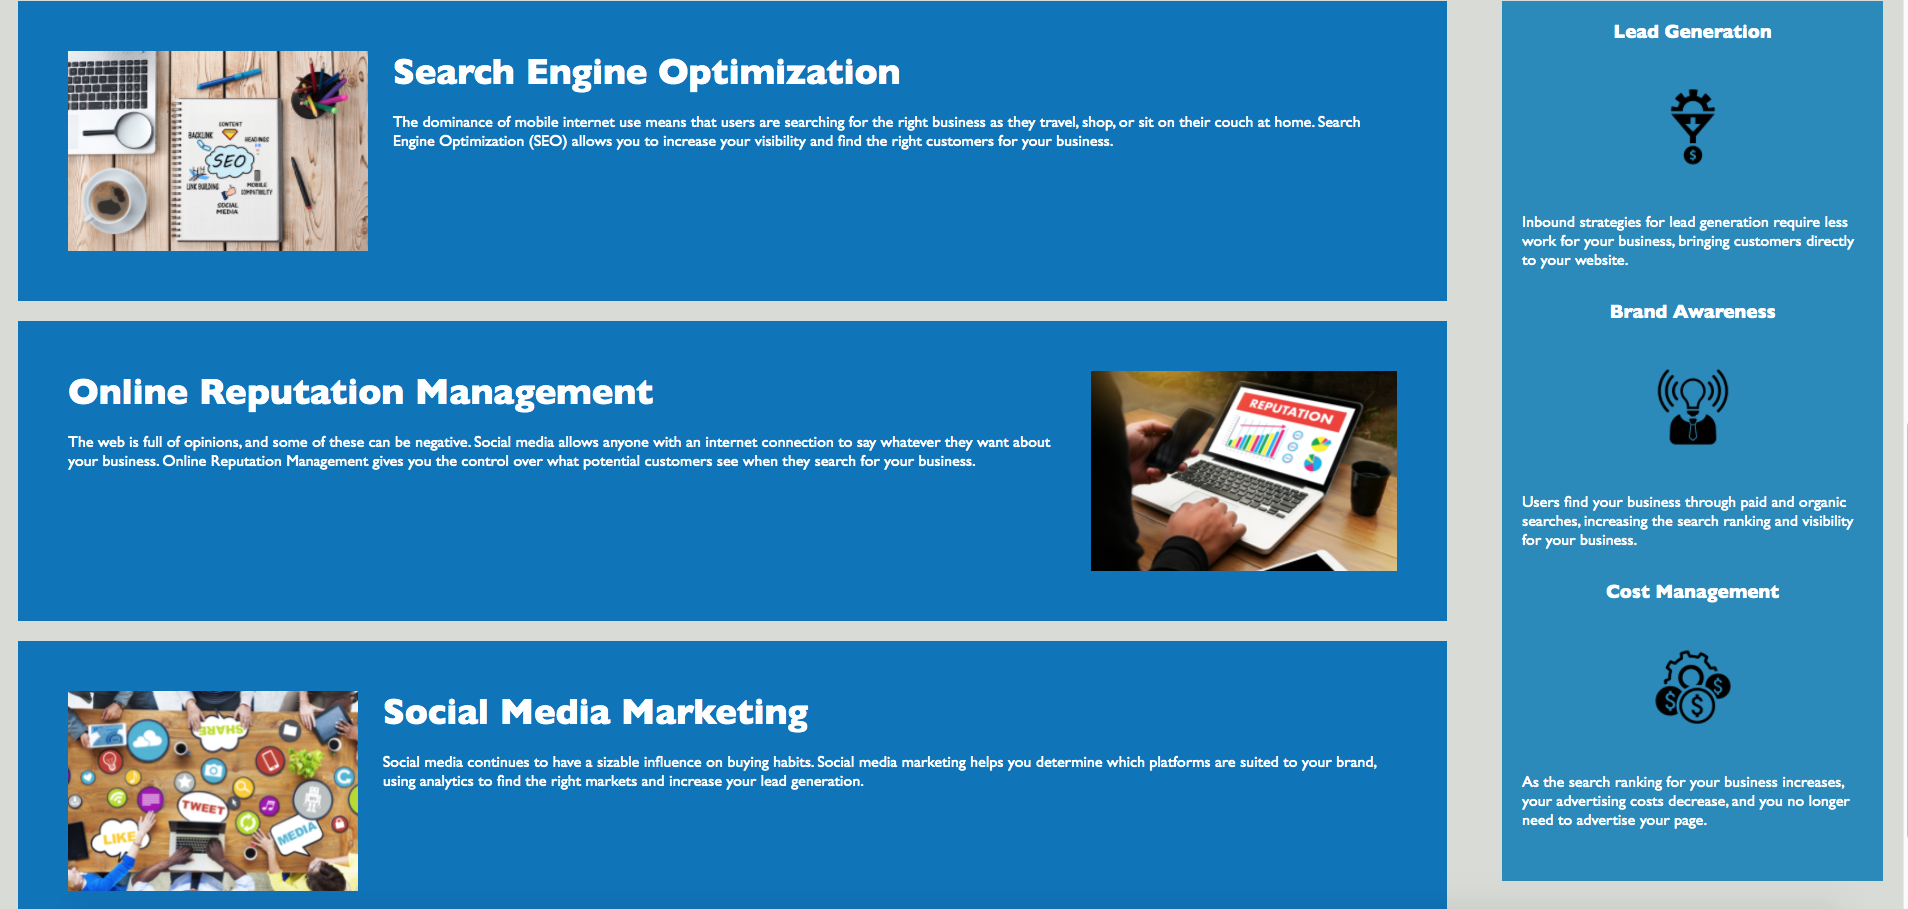 Search Engine Optimization
The dominance of mobile internet use means that users are searching for the right business as they travel, shop, or sit on their couch at home. Search
Engine Optimization (SEO) allows you to increase your visibility and find the right customers for your business.
CONTENT
BACKLINK
HEADINGS
SEO
LINK BUILDING
MOBILE
COMPATIBILITY
SOCIAL
MEDIA
Online Reputation Management
The web is full of opinions, and some of these can be negative. Social media allows anyone with an internet connection to say whatever they want about
your business. Online Reputation Management gives you the control over what potential customers see when they search for your business.
REPUTATION
Social Media Marketing
Social media continues to have a sizable influence on buying habits. Social media marketing helps you determine which platforms are suited to your brand,
using analytics to find the right markets and increase your lead generation.
SHARE
TWEET
LIKE
MEDIA
Lead Generation
$
Inbound strategies for lead generation require less
work for your business, bringing customers directly
to your website.
Brand Awareness
Users find your business through paid and organic
searches, increasing the search ranking and visibility
for your business.
Cost Management
$ $ $
As the search ranking for your business increases,
your advertising costs decrease, and you no longer
need to advertise your page.